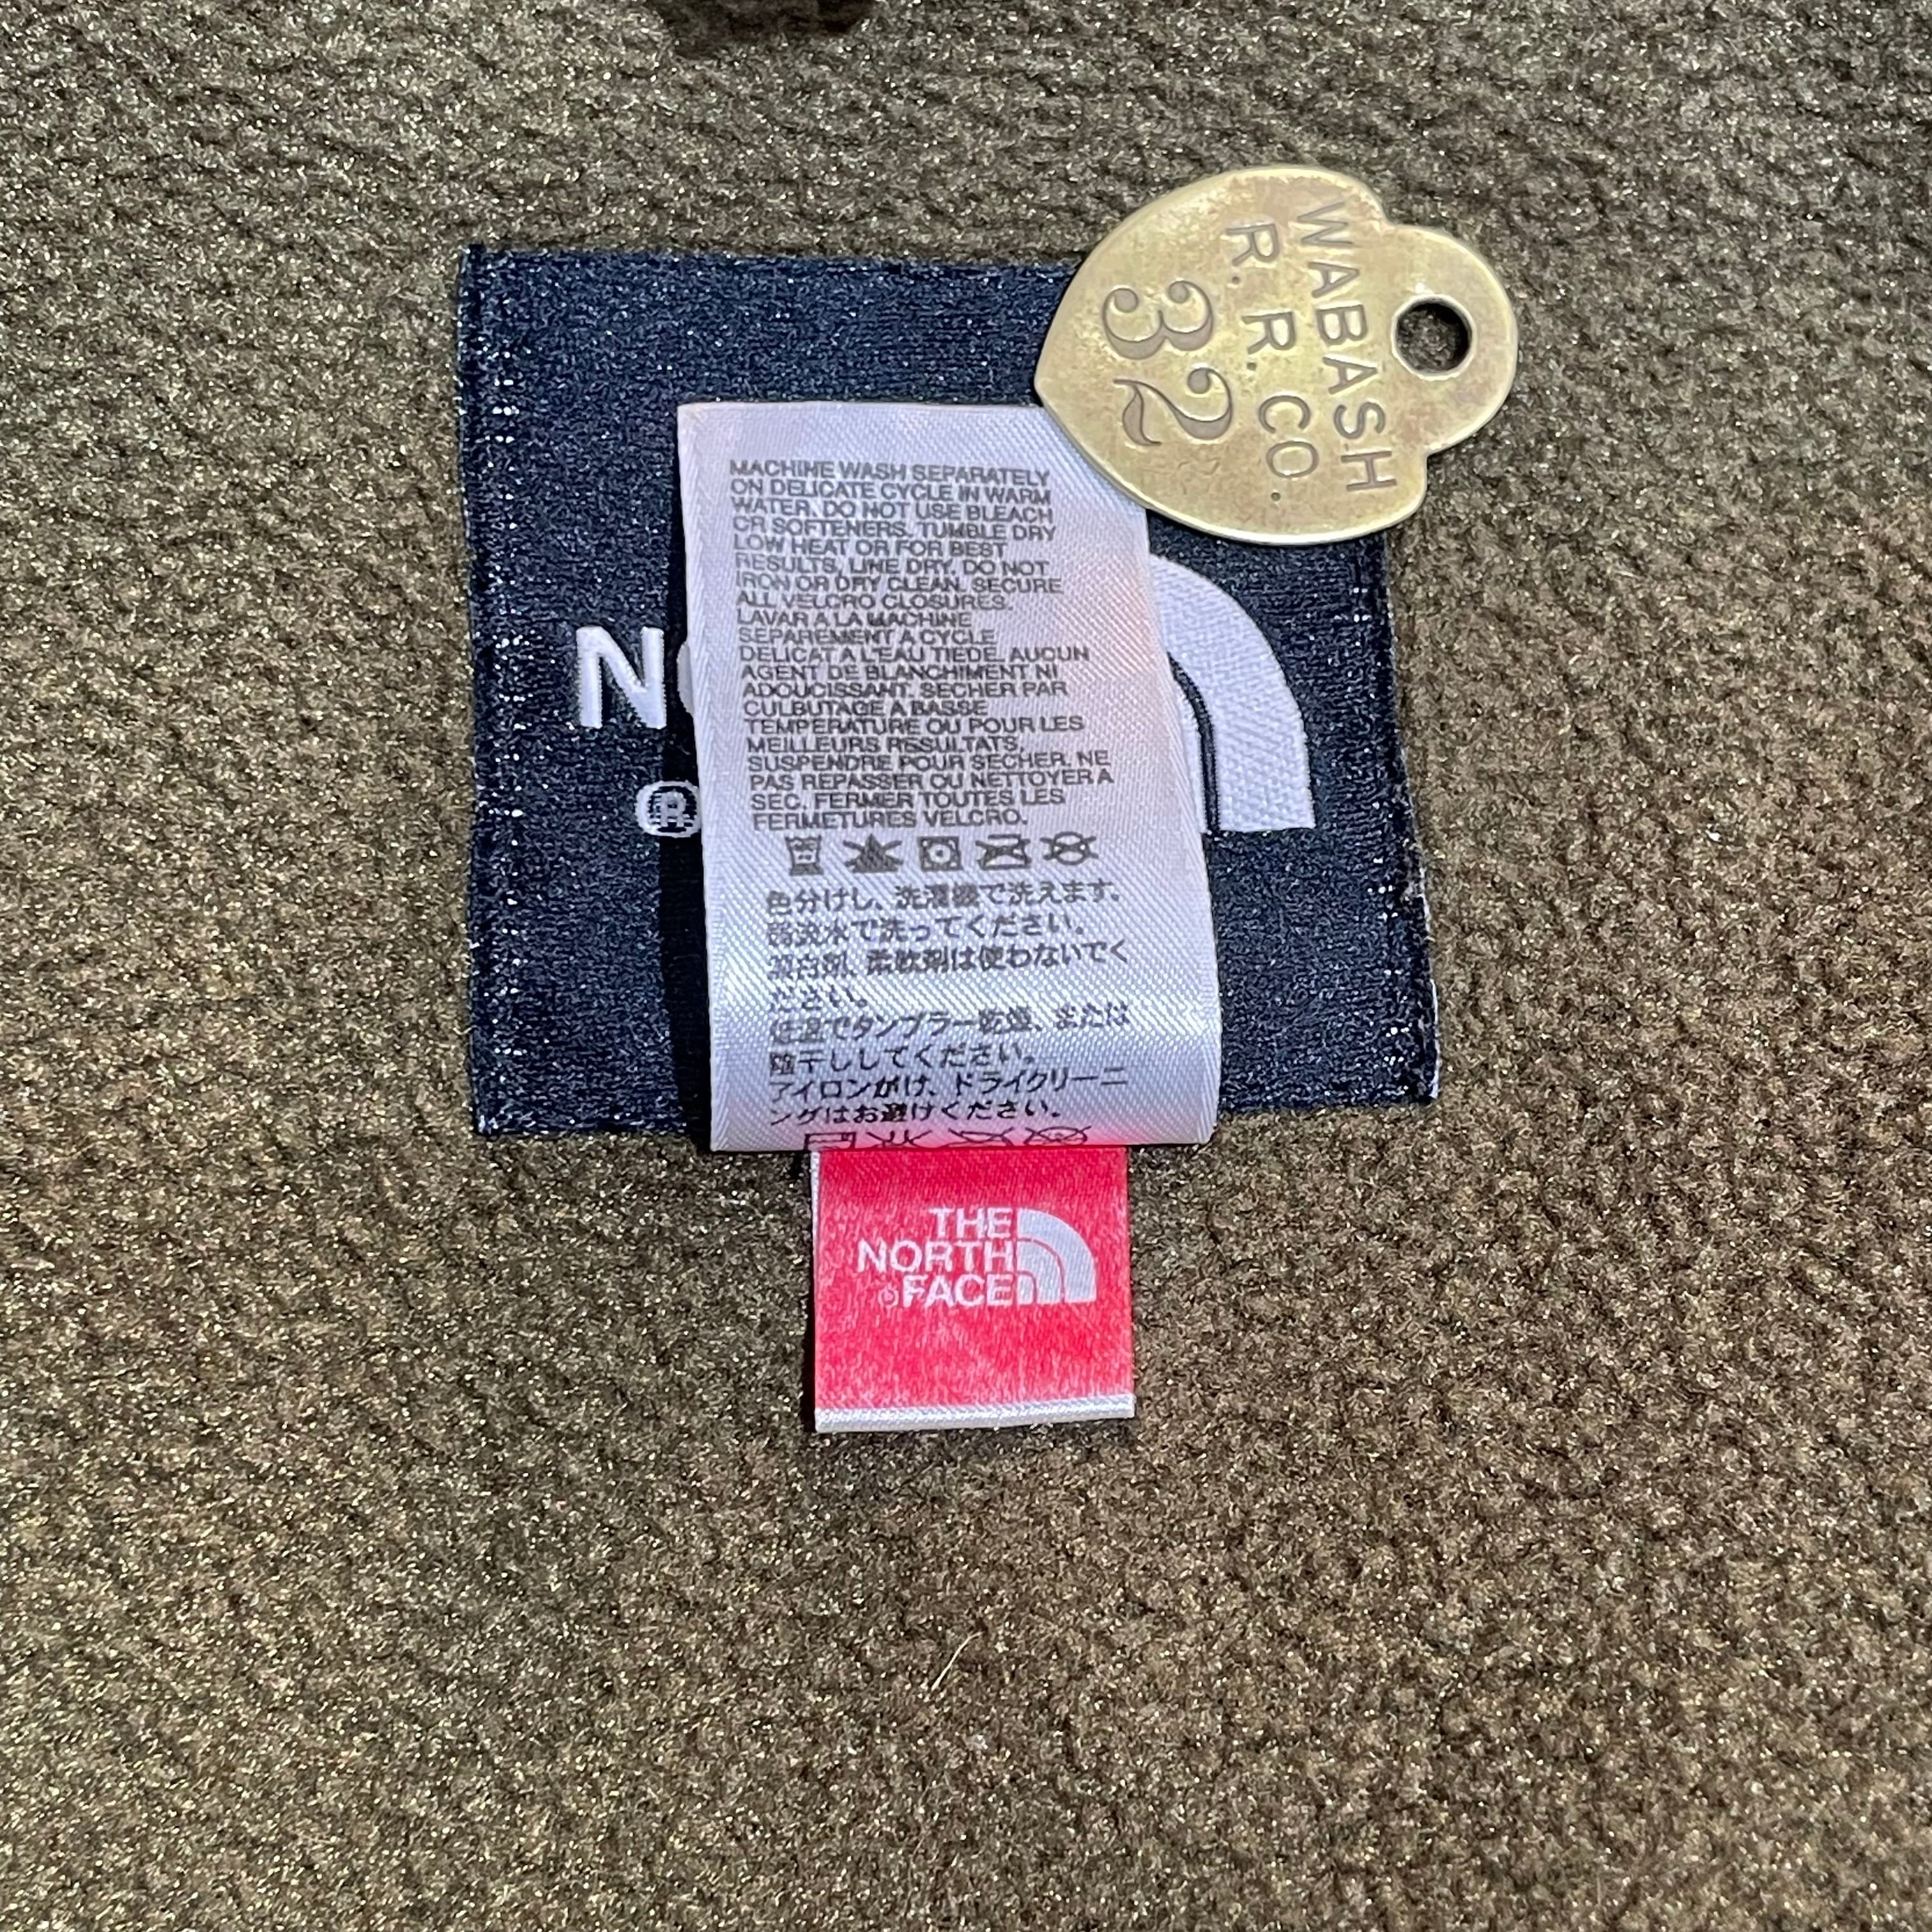 WABASH
R. R. CO.
32
N
®
MACHINE WASH SEPARATELY
ON DELICATE CYCLE IN WARM
WATER. DO NOT USE BLEACH
OR SOFTENERS. TUMBLE DRY
LOW HEAT OR FOR BEST
RESULTS, LINE DRY. DO NOT
IRON OR DRY CLEAN. SECURE
ALL VELCRO CLOSURES.
LAVAR A LA MACHINE
SEPAREMENT A CYCLE
DELICAT A L'EAU TIEDE. AUCUN
AGENT DE BLANCHIMENT NI
ADOUCISSANT. SECHER PAR
CULBUTAGE A BASSE
TEMPERATURE OU POUR LES
MEILLEURS RESULTATS,
SUSPENDRE POUR SECHER. NE
PAS REPASSER OU NETTOYER A
SEC. FERMER TOUTES LES
FERMETURES VELCRO.
色分けし、洗濯機で洗えます。
水で洗ってください。
漂白剤、柔軟剤は使わないでく
ださい。
低温でタンブラー乾燥、または
陰干ししてください。
アイロンがけ、ドライクリーニ
ングはお避けください。
THE
NORTH
FACE